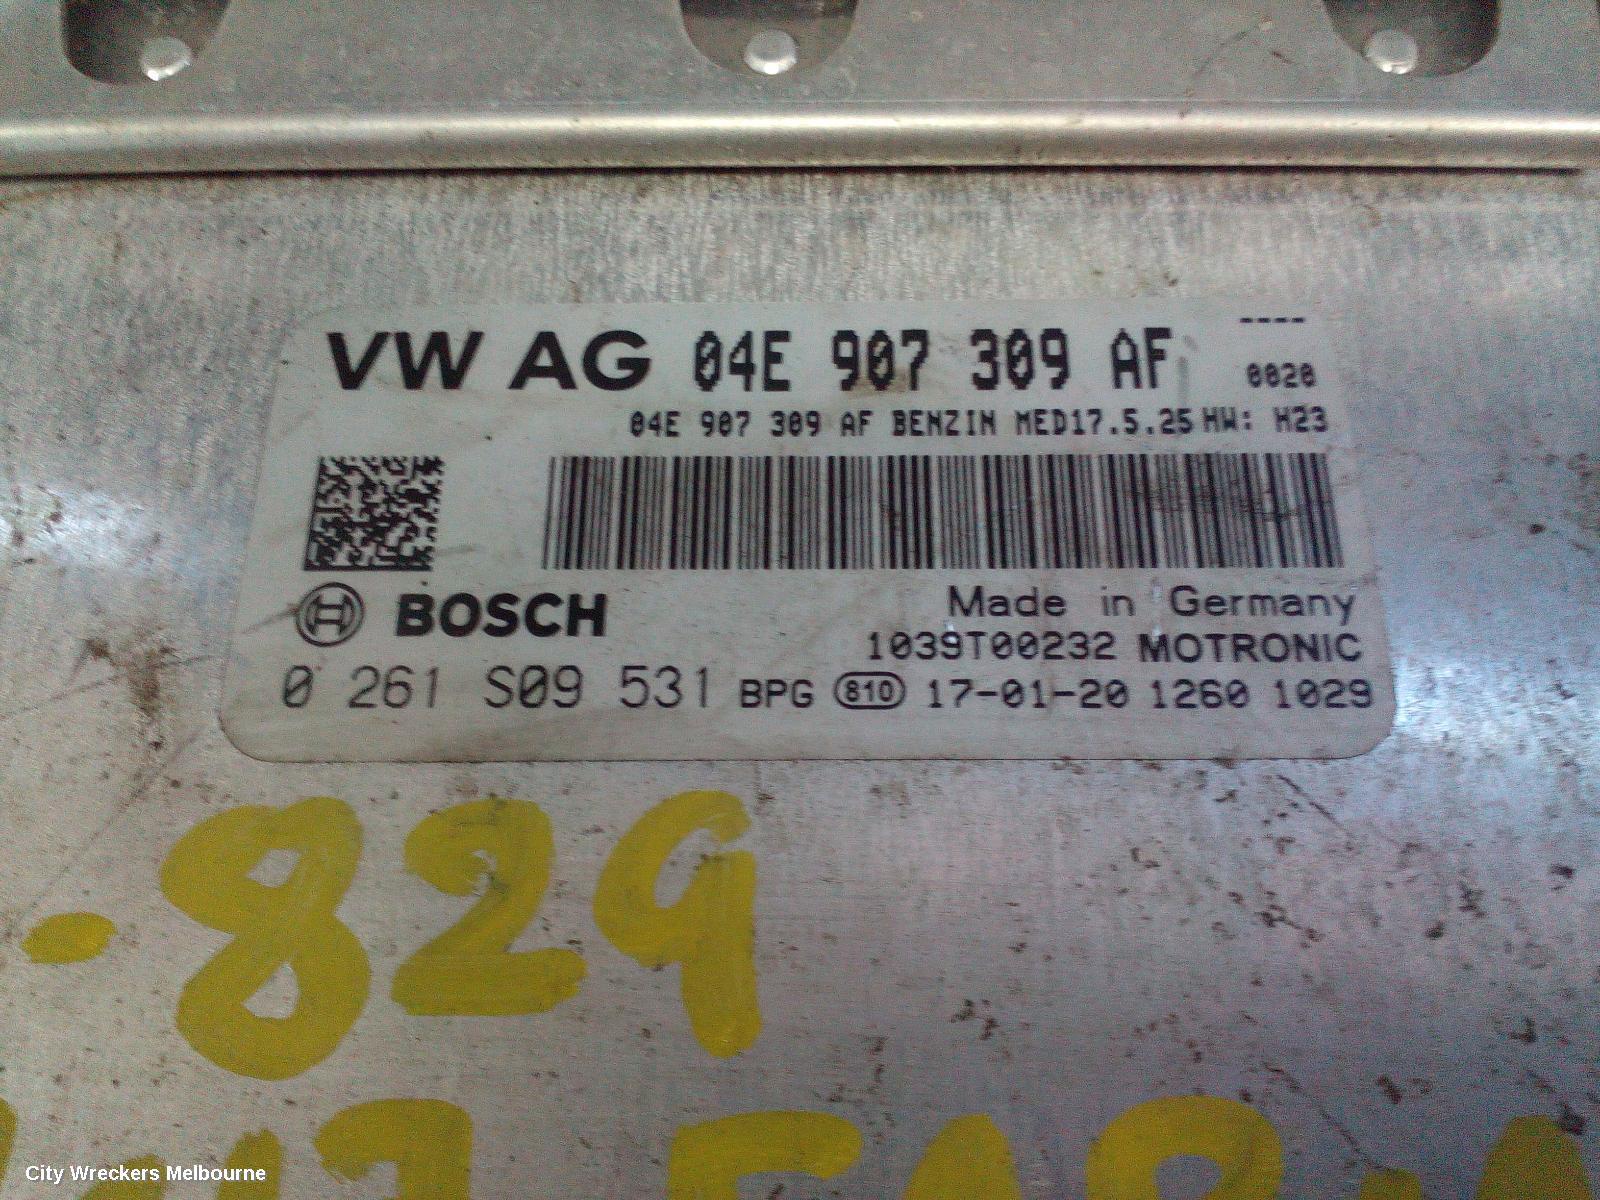 VW AG 04E 907 309 AF
----
0020
04E 907 309 AF BENZIN MED17.5.25 HW: H23
BOSCH
Made in Germany
1039T00232 MOTRONIC
0 261 S09 531 BPG 810 17-01-20 1260 1029
-829
City Wreckers Melbourne